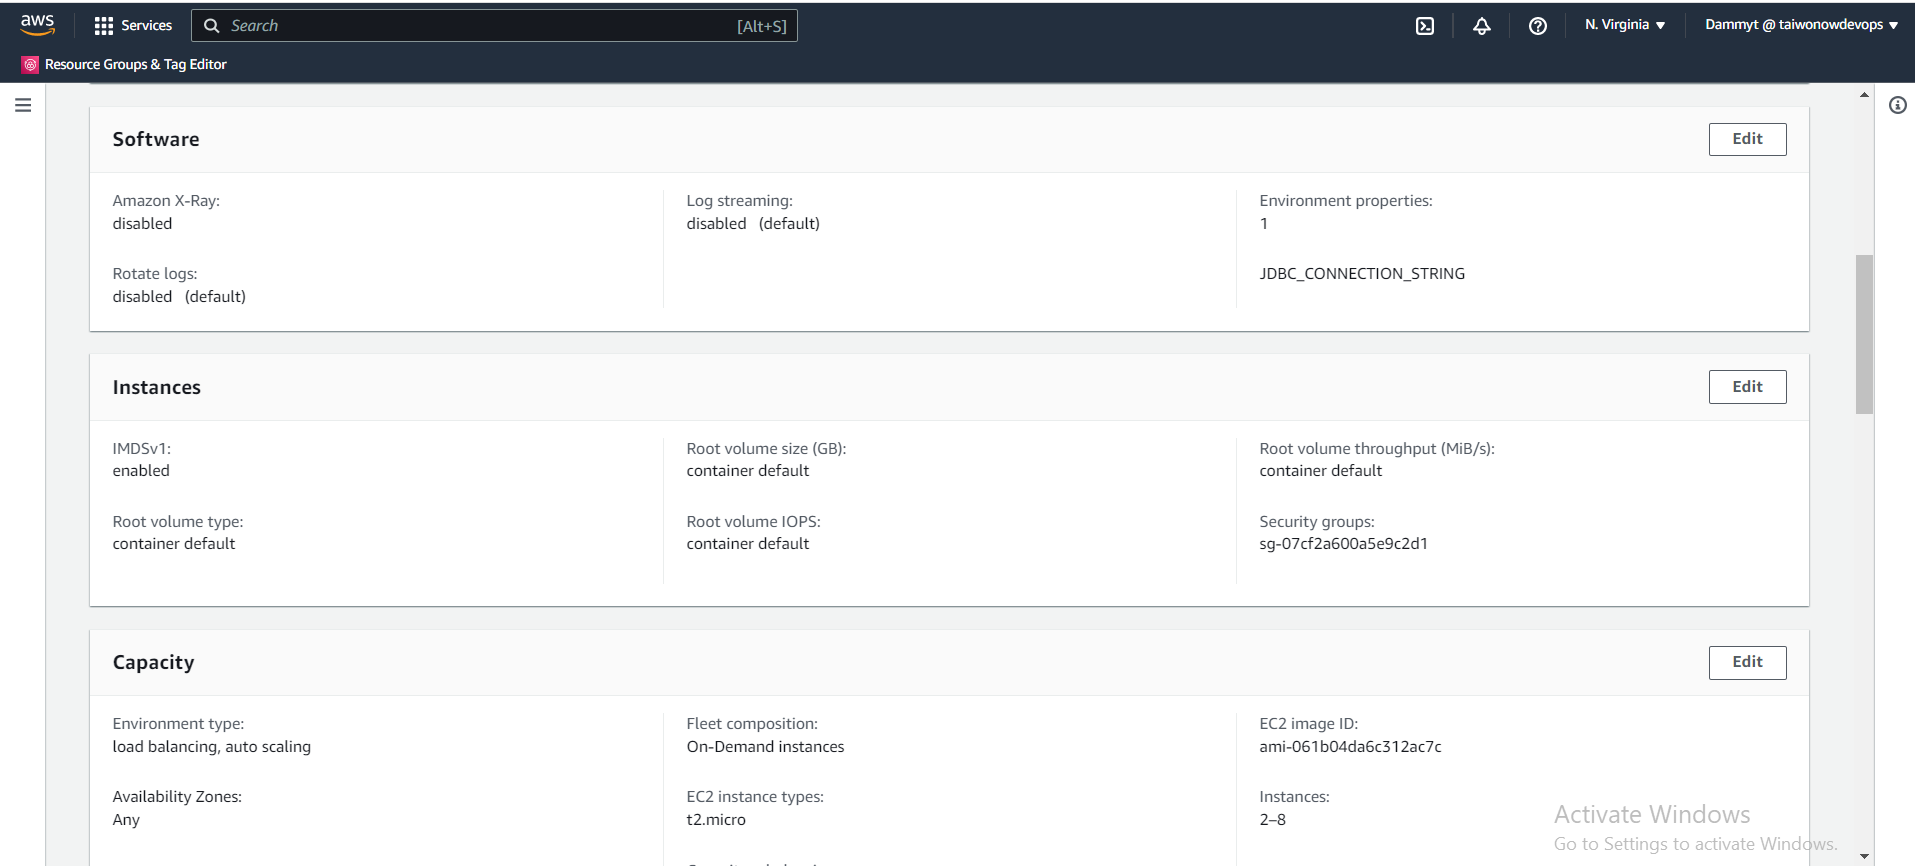 aws
Services
Search [Alt+S]
N. Virginia
Dammyt @ taiwonowdevops
Resource Groups & Tag Editor
Software
Edit
Amazon X-Ray:
disabled
Log streaming:
disabled (default)
Environment properties:
1
Rotate logs:
disabled (default)
JDBC_CONNECTION_STRING
Instances
Edit
IMDSv1:
enabled
Root volume size (GB):
container default
Root volume throughput (MiB/s):
container default
Root volume type:
container default
Root volume IOPS:
container default
Security groups:
sg-07cf2a600a5e9c2d1
Capacity
Edit
Environment type:
load balancing, auto scaling
Fleet composition:
On-Demand instances
EC2 image ID:
ami-061b04da6c312ac7c
Availability Zones:
Any
EC2 instance types:
t2.micro
Instances:
2–8
Activate Windows
Go to Settings to activate Windows.